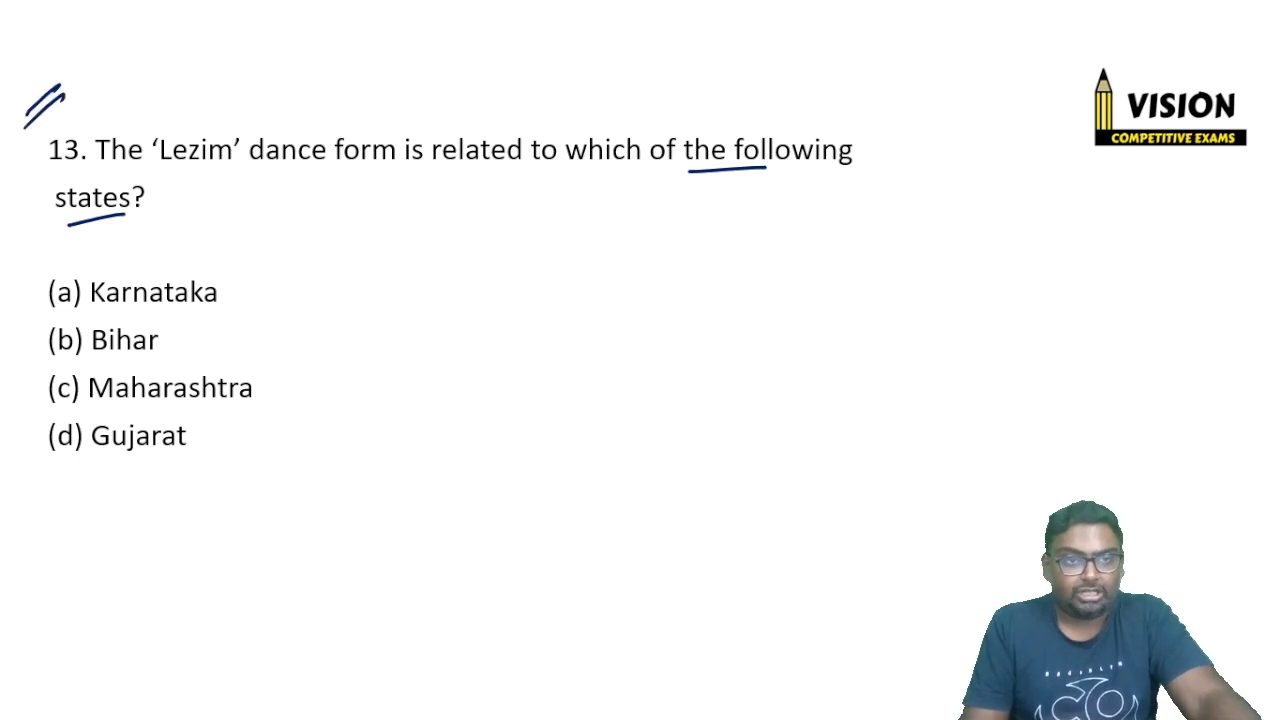 VISION
COMPETITIVE EXAMS
13. The ‘Lezim’ dance form is related to which of the following
states?
(a) Karnataka
(b) Bihar
(c) Maharashtra
(d) Gujarat